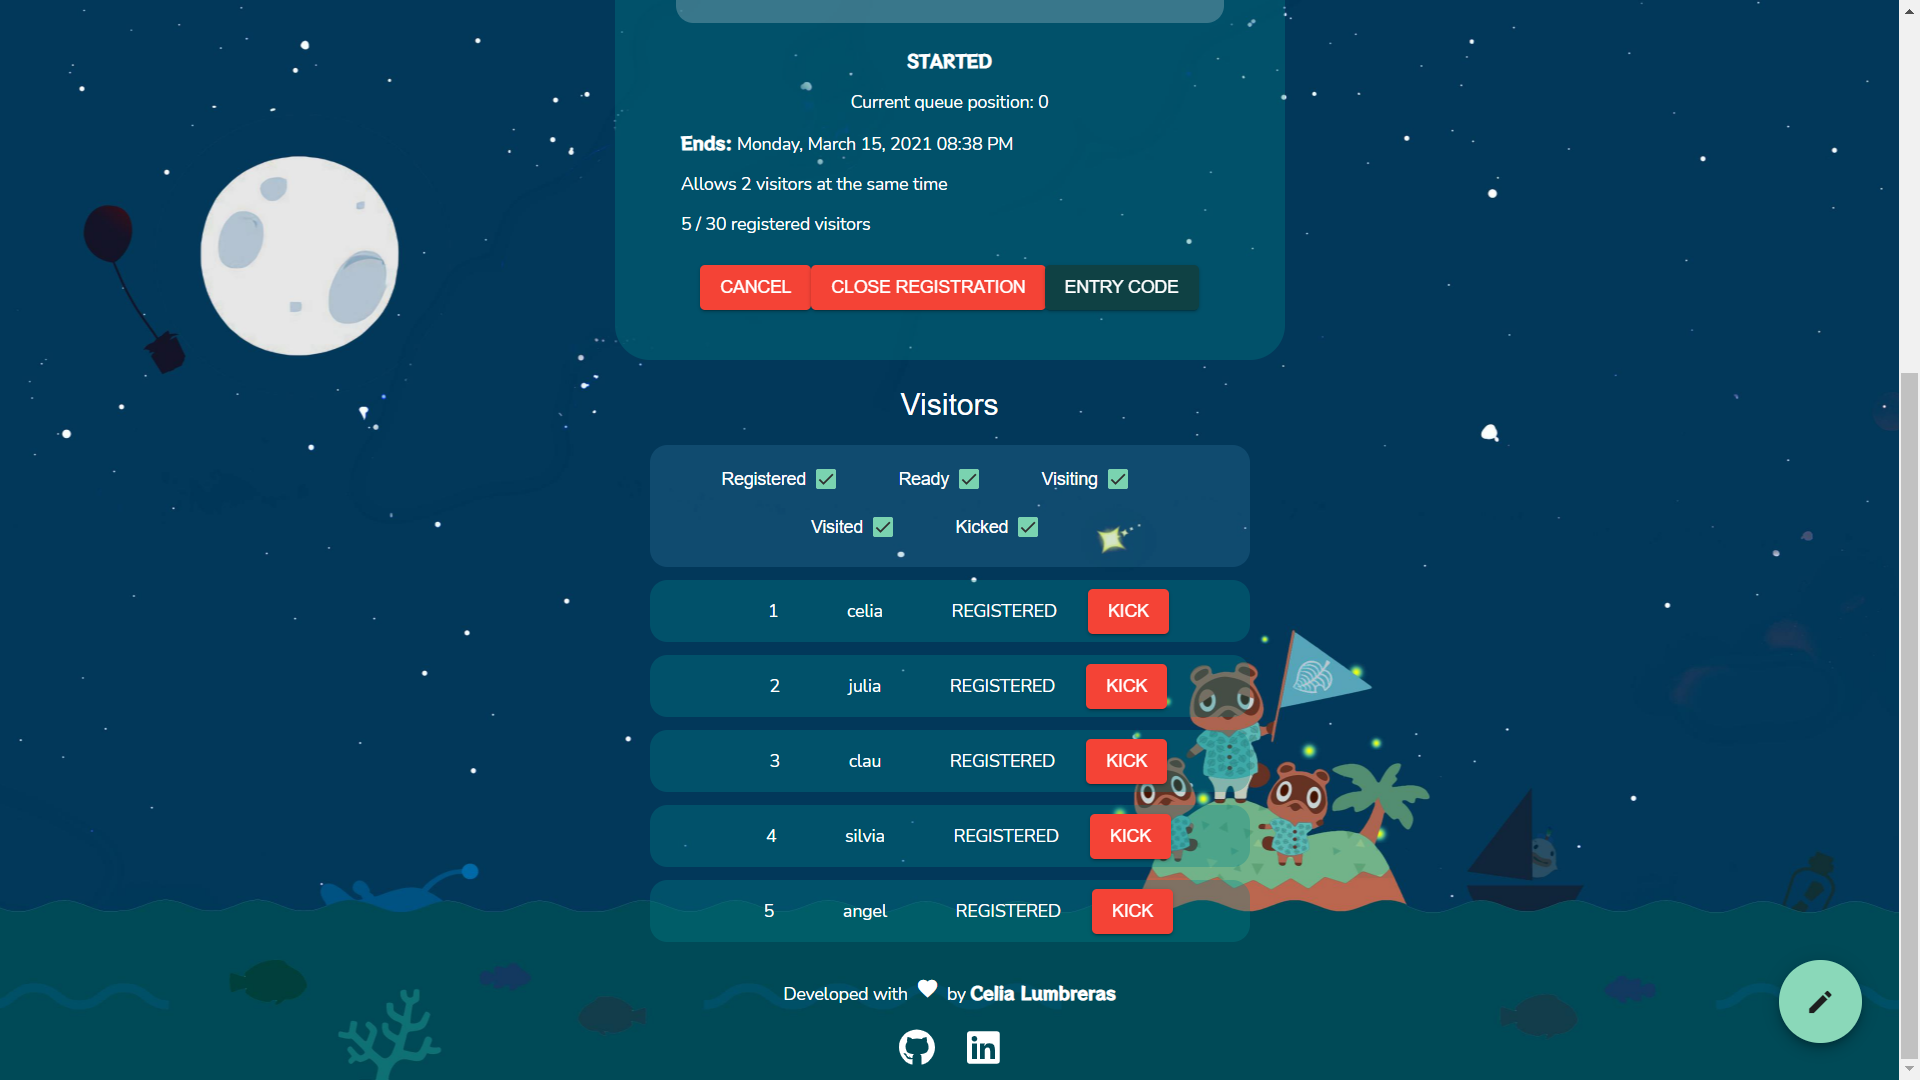 STARTED
Current queue position: 0
Ends: Monday, March 15, 2021 08:38 PM
Allows 2 visitors at the same time
5 / 30 registered visitors
CANCEL CLOSE REGISTRATION ENTRY CODE
Visitors
Registered Ready Visiting
Visited Kicked
1 celia REGISTERED KICK
2 julia REGISTERED KICK
3 clau REGISTERED KICK
4 silvia REGISTERED KICK
5 angel REGISTERED KICK
Developed with by Celia Lumbreras
in